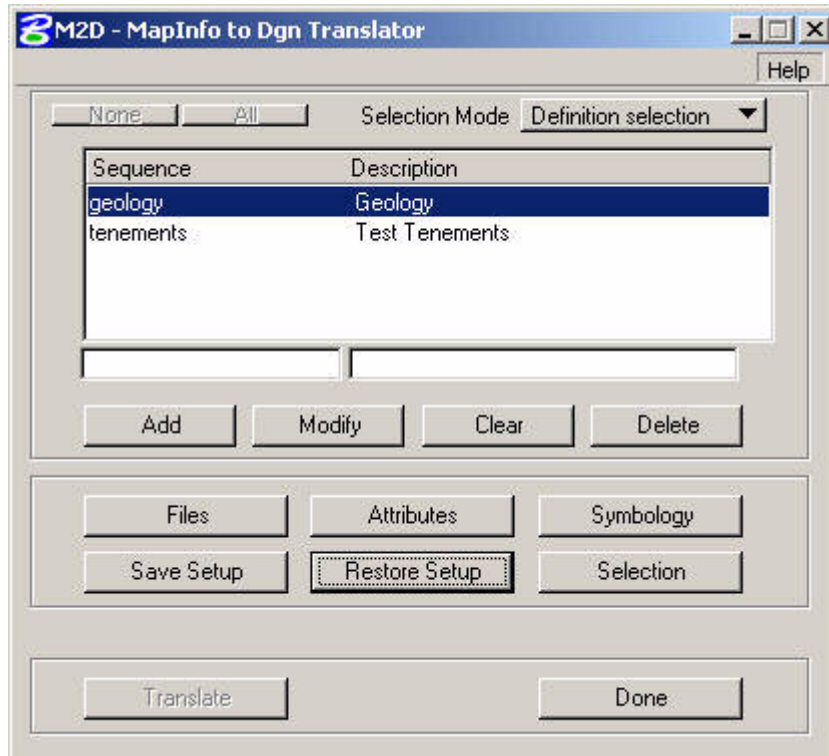 M2D - MapInfo to Dgn Translator
Help
None All Selection Mode Definition selection
Sequence Description
geology Geology
tenements Test Tenements
Add Modify Clear Delete
Files Attributes Symbology
Save Setup Restore Setup Selection
Translate Done